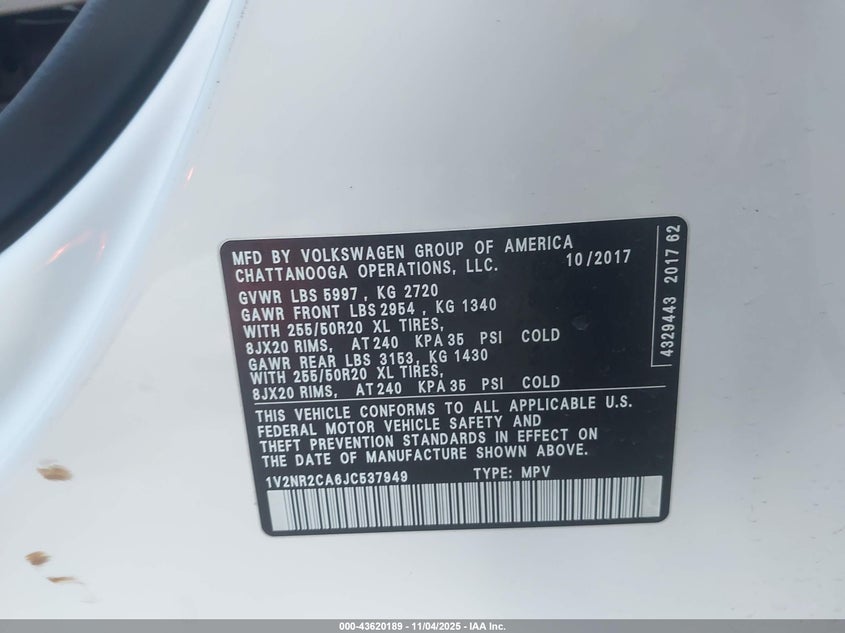 MFD BY VOLKSWAGEN GROUP OF AMERICA
CHATTANOOGA OPERATIONS, LLC. 10/2017
GVWR LBS 5997 , KG 2720
GAWR FRONT LBS 2954 , KG 1340
WITH 255/50R20 XL TIRES,
8JX20 RIMS, AT 240 KPA 35 PSI COLD
GAWR REAR LBS 3153, KG 1430
WITH 255/50R20 XL TIRES,
8JX20 RIMS, AT 240 KPA 35 PSI COLD
THIS VEHICLE CONFORMS TO ALL APPLICABLE U.S.
FEDERAL MOTOR VEHICLE SAFETY AND
THEFT PREVENTION STANDARDS IN EFFECT ON
THE DATE OF MANUFACTURE SHOWN ABOVE.
1V2NR2CA6JC537949 TYPE: MPV
4329443 2017 62
000-43620189 - 11/04/2025 - IAA Inc.